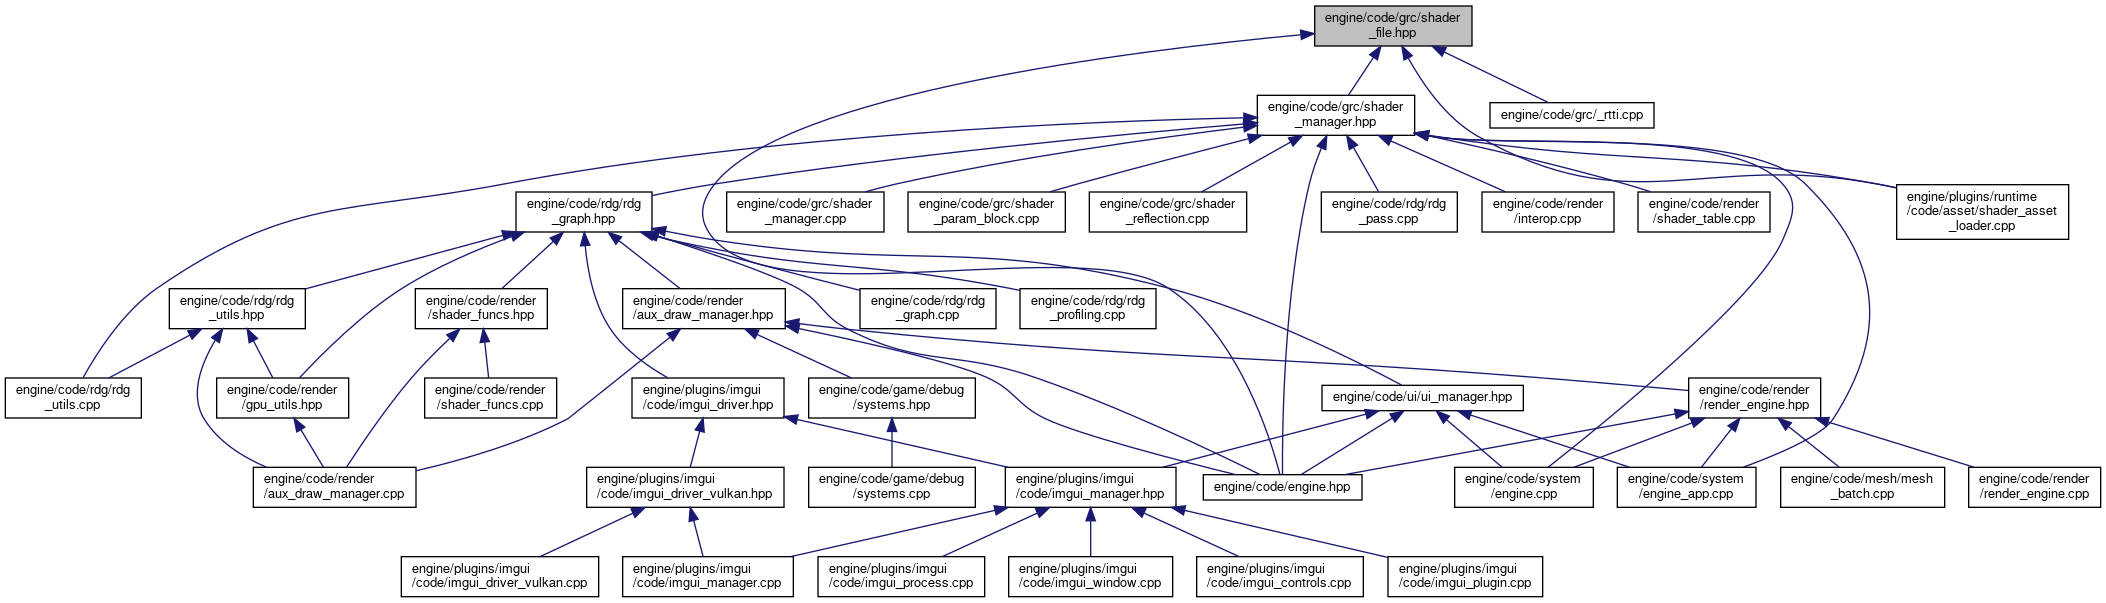 engine/code/grc/shader
_file.hpp
engine/code/grc/shader
_manager.hpp
engine/code/grc/_rtti.cpp
engine/code/rdg/rdg
_graph.hpp
engine/code/grc/shader
_manager.cpp
engine/code/grc/shader
_param_block.cpp
engine/code/grc/shader
_reflection.cpp
engine/code/rdg/rdg
_pass.cpp
engine/code/render
/interop.cpp
engine/code/render
/shader_table.cpp
engine/plugins/runtime
/code/asset/shader_asset
_loader.cpp
engine/code/rdg/rdg
_utils.hpp
engine/code/render
/shader_funcs.hpp
engine/code/render
/aux_draw_manager.hpp
engine/code/rdg/rdg
_graph.cpp
engine/code/rdg/rdg
_profiling.cpp
engine/code/rdg/rdg
_utils.cpp
engine/code/render
/gpu_utils.hpp
engine/code/render
/shader_funcs.cpp
engine/plugins/imgui
/code/imgui_driver.hpp
engine/code/game/debug
/systems.hpp
engine/code/ui/ui_manager.hpp
engine/code/render
/render_engine.hpp
engine/code/render
/aux_draw_manager.cpp
engine/plugins/imgui
/code/imgui_driver_vulkan.hpp
engine/code/game/debug
/systems.cpp
engine/plugins/imgui
/code/imgui_manager.hpp
engine/code/engine.hpp
engine/code/system
/engine.cpp
engine/code/system
/engine_app.cpp
engine/code/mesh/mesh
_batch.cpp
engine/code/render
/render_engine.cpp
engine/plugins/imgui
/code/imgui_driver_vulkan.cpp
engine/plugins/imgui
/code/imgui_manager.cpp
engine/plugins/imgui
/code/imgui_process.cpp
engine/plugins/imgui
/code/imgui_window.cpp
engine/plugins/imgui
/code/imgui_controls.cpp
engine/plugins/imgui
/code/imgui_plugin.cpp